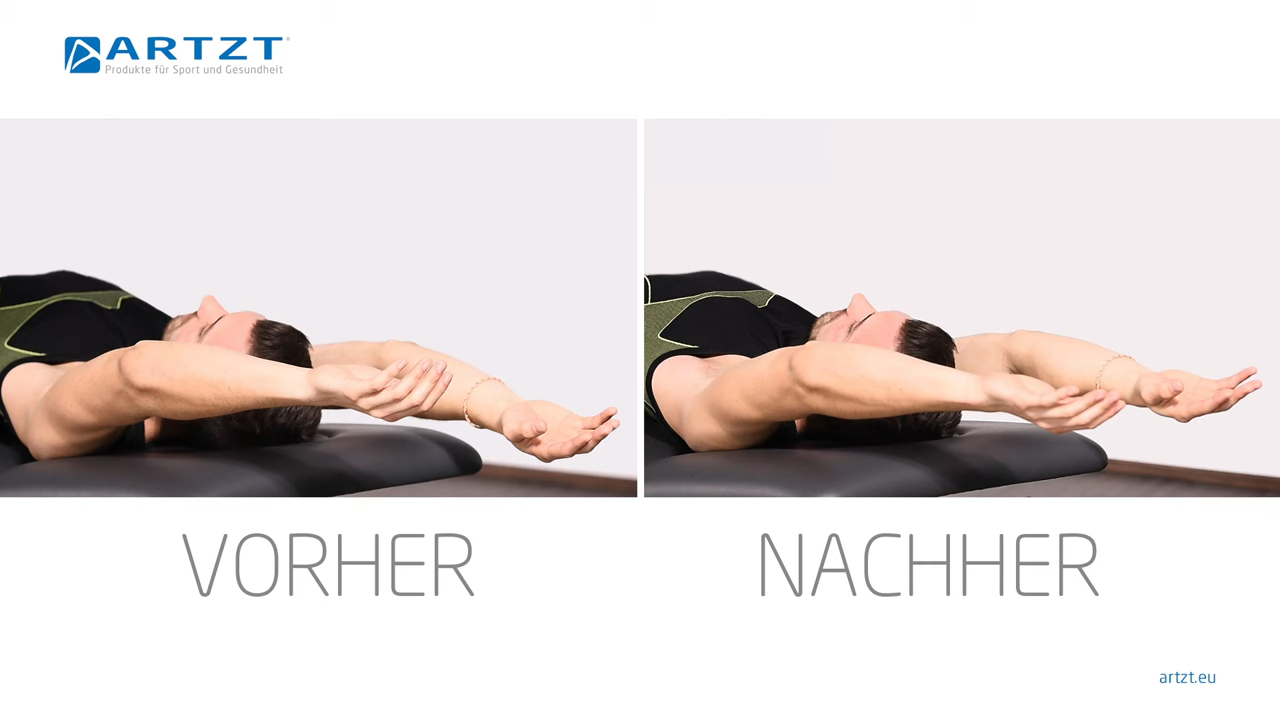 ARTZT®
Produkte für Sport und Gesundheit
VORHER
NACHHER
artzt.eu